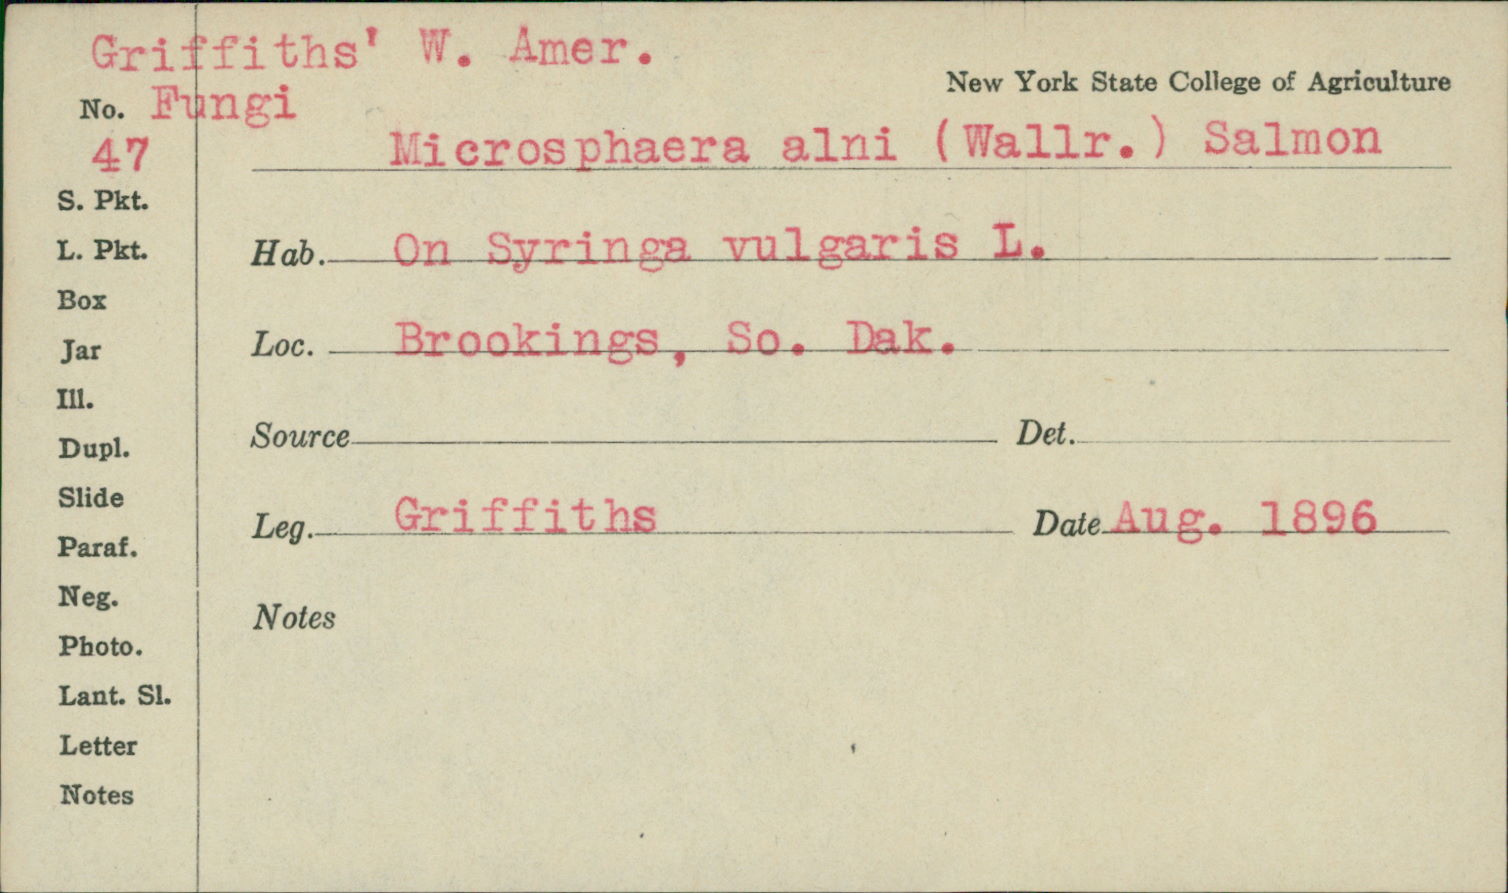 Griffiths' W. Amer.
New York State College of Agriculture
No. Fungi
47
Microsphaera alni (Wallr.) Salmon
S. Pkt.
L. Pkt.
Box
Jar
Ill.
Dupl.
Slide
Paraf.
Neg.
Photo.
Lant. Sl.
Letter
Notes
Hab. On Syringa vulgaris L.
Loc. Brookings, So. Dak.
Source Det.
Leg. Griffiths Date Aug. 1896
Notes